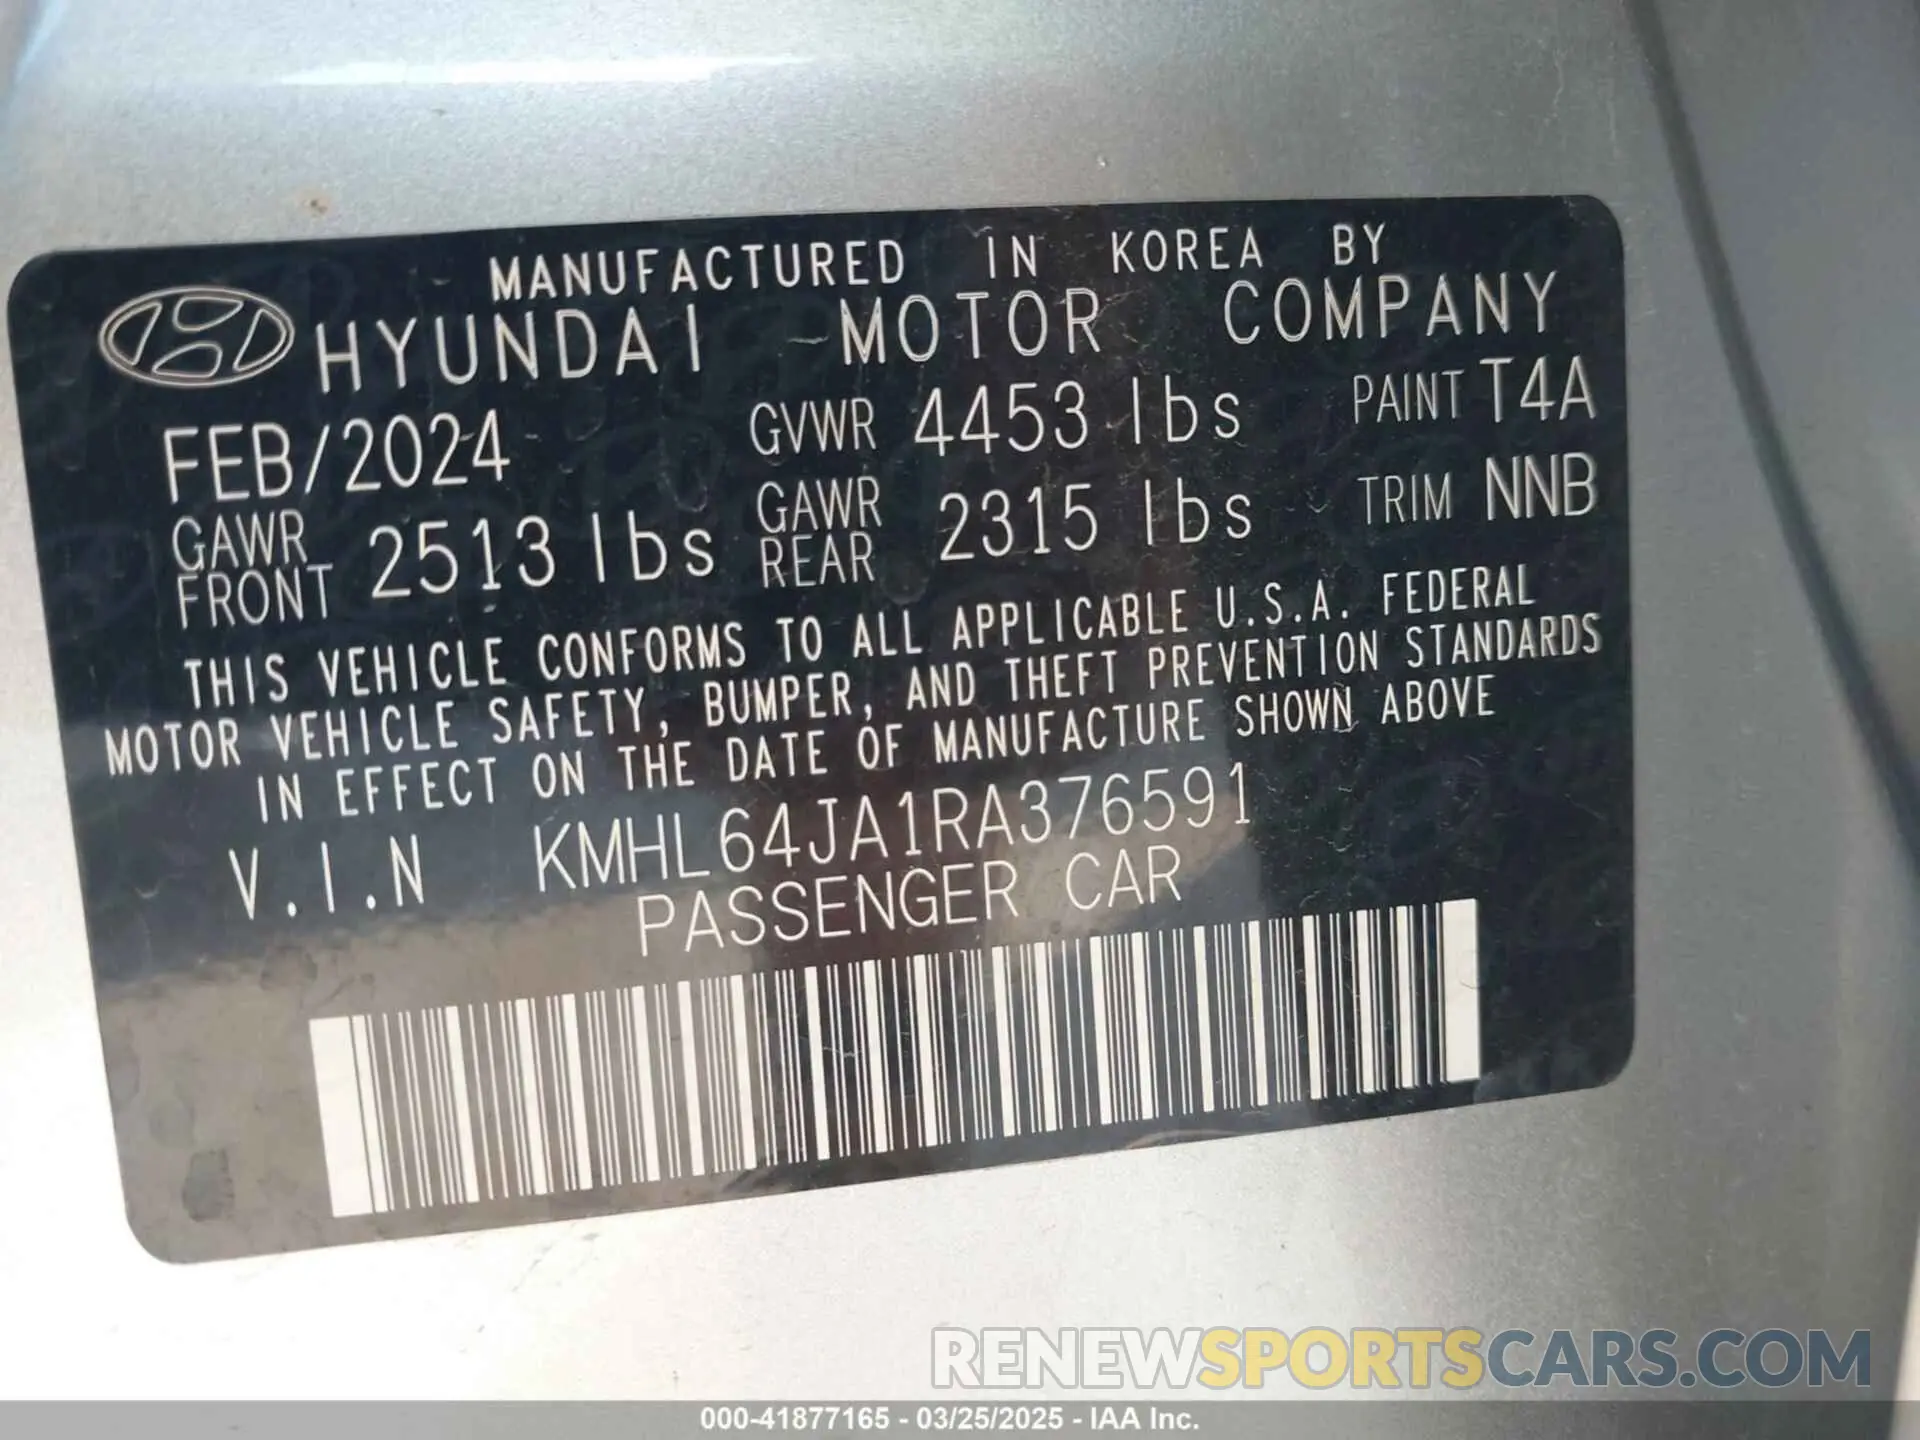 MANUFACTURED IN KOREA BY
HYUNDAI MOTOR COMPANY
FEB/2024 GVWR 4453 lbs PAINT T4A
GAWR FRONT 2513 lbs GAWR REAR 2315 lbs TRIM NNB
THIS VEHICLE CONFORMS TO ALL APPLICABLE U.S.A. FEDERAL
MOTOR VEHICLE SAFETY, BUMPER, AND THEFT PREVENTION STANDARDS
IN EFFECT ON THE DATE OF MANUFACTURE SHOWN ABOVE
V.I.N KMHL64JA1RA376591
PASSENGER CAR
RENEWSPORTSCARS.COM
000-41877165 - 03/25/2025 - IAA Inc.